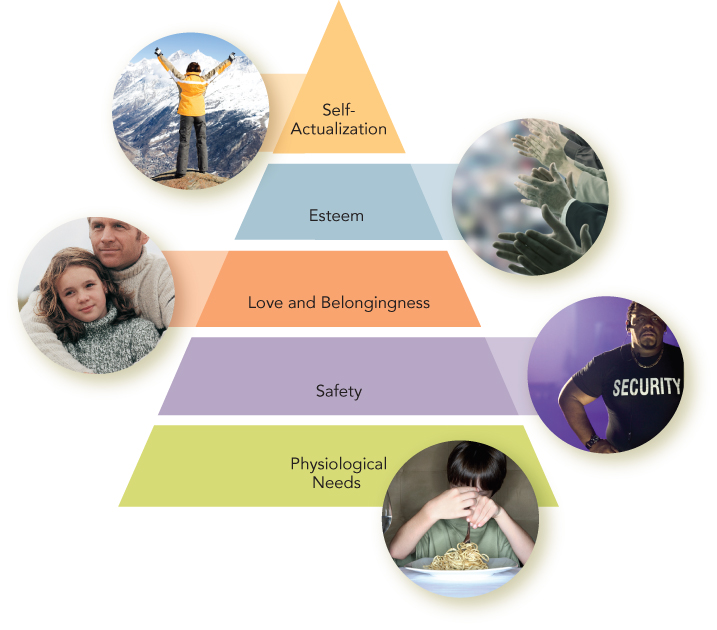 Self-
Actualization
Esteem
Love and Belongingness
Safety
SECURITY
Physiological
Needs